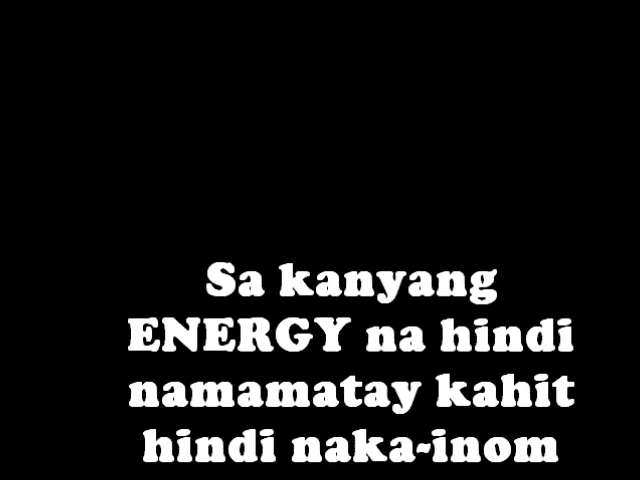 Sa kanyang
ENERGY na hindi
namamatay kahit
hindi naka-inom